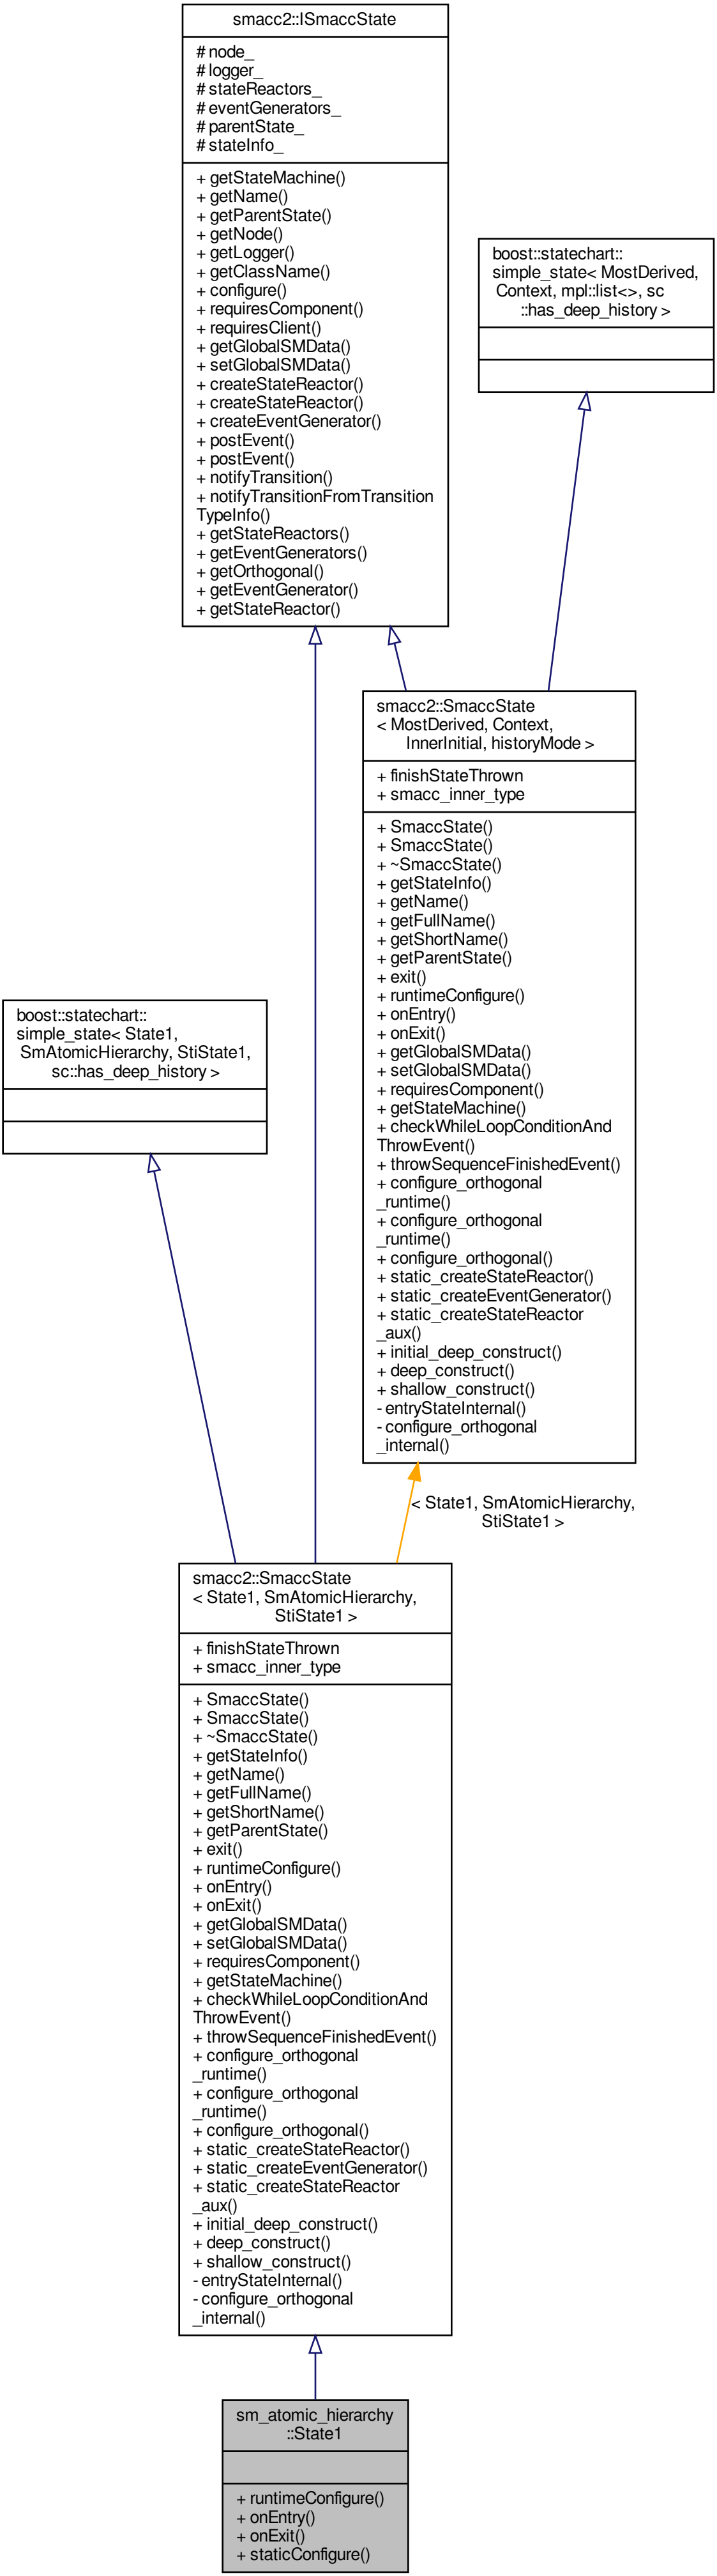 smacc2::ISmaccState
# node_
# logger_
# stateReactors_
# eventGenerators_
# parentState_
# stateInfo_
+ getStateMachine()
+ getName()
+ getParentState()
+ getNode()
+ getLogger()
+ getClassName()
+ configure()
+ requiresComponent()
+ requiresClient()
+ getGlobalSMData()
+ setGlobalSMData()
+ createStateReactor()
+ createStateReactor()
+ createEventGenerator()
+ postEvent()
+ postEvent()
+ notifyTransition()
+ notifyTransitionFromTransition
TypeInfo()
+ getStateReactors()
+ getEventGenerators()
+ getOrthogonal()
+ getEventGenerator()
+ getStateReactor()
boost::statechart::
simple_state< MostDerived,
Context, mpl::list<>, sc
::has_deep_history >
smacc2::SmaccState
< MostDerived, Context,
InnerInitial, historyMode >
+ finishStateThrown
+ smacc_inner_type
+ SmaccState()
+ SmaccState()
+ ~SmaccState()
+ getStateInfo()
+ getName()
+ getFullName()
+ getShortName()
+ getParentState()
+ exit()
+ runtimeConfigure()
+ onEntry()
+ onExit()
+ getGlobalSMData()
+ setGlobalSMData()
+ requiresComponent()
+ getStateMachine()
+ checkWhileLoopConditionAnd
ThrowEvent()
+ throwSequenceFinishedEvent()
+ configure_orthogonal
_runtime()
+ configure_orthogonal
_runtime()
+ configure_orthogonal()
+ static_createStateReactor()
+ static_createEventGenerator()
+ static_createStateReactor
_aux()
+ initial_deep_construct()
+ deep_construct()
+ shallow_construct()
- entryStateInternal()
- configure_orthogonal
_internal()
boost::statechart::
simple_state< State1,
SmAtomicHierarchy, StiState1,
sc::has_deep_history >
< State1, SmAtomicHierarchy,
StiState1 >
smacc2::SmaccState
< State1, SmAtomicHierarchy,
StiState1 >
+ finishStateThrown
+ smacc_inner_type
+ SmaccState()
+ SmaccState()
+ ~SmaccState()
+ getStateInfo()
+ getName()
+ getFullName()
+ getShortName()
+ getParentState()
+ exit()
+ runtimeConfigure()
+ onEntry()
+ onExit()
+ getGlobalSMData()
+ setGlobalSMData()
+ requiresComponent()
+ getStateMachine()
+ checkWhileLoopConditionAnd
ThrowEvent()
+ throwSequenceFinishedEvent()
+ configure_orthogonal
_runtime()
+ configure_orthogonal
_runtime()
+ configure_orthogonal()
+ static_createStateReactor()
+ static_createEventGenerator()
+ static_createStateReactor
_aux()
+ initial_deep_construct()
+ deep_construct()
+ shallow_construct()
- entryStateInternal()
- configure_orthogonal
_internal()
sm_atomic_hierarchy
::State1
+ runtimeConfigure()
+ onEntry()
+ onExit()
+ staticConfigure()